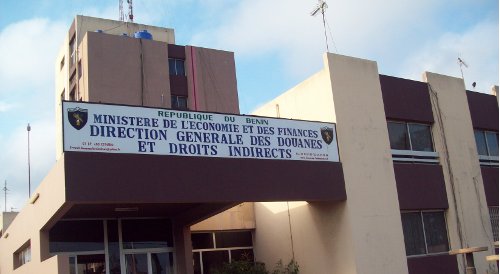 REPUBLIQUE DU BENIN
MINISTERE DE L'ECONOMIE ET DES FINANCES
DIRECTION GENERALE DES DOUANES
ET DROITS INDIRECTS